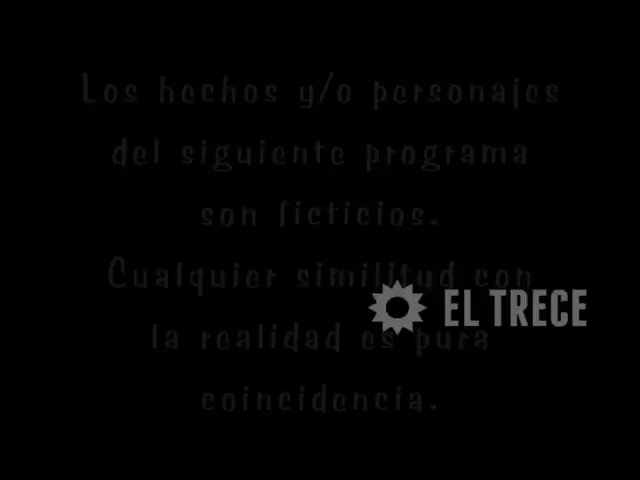 Los hechos y/o personajes
del siguiente programa
son ficticios.
Cualquier similitud con
EL TRECE
la realidad es pura
coincidencia.